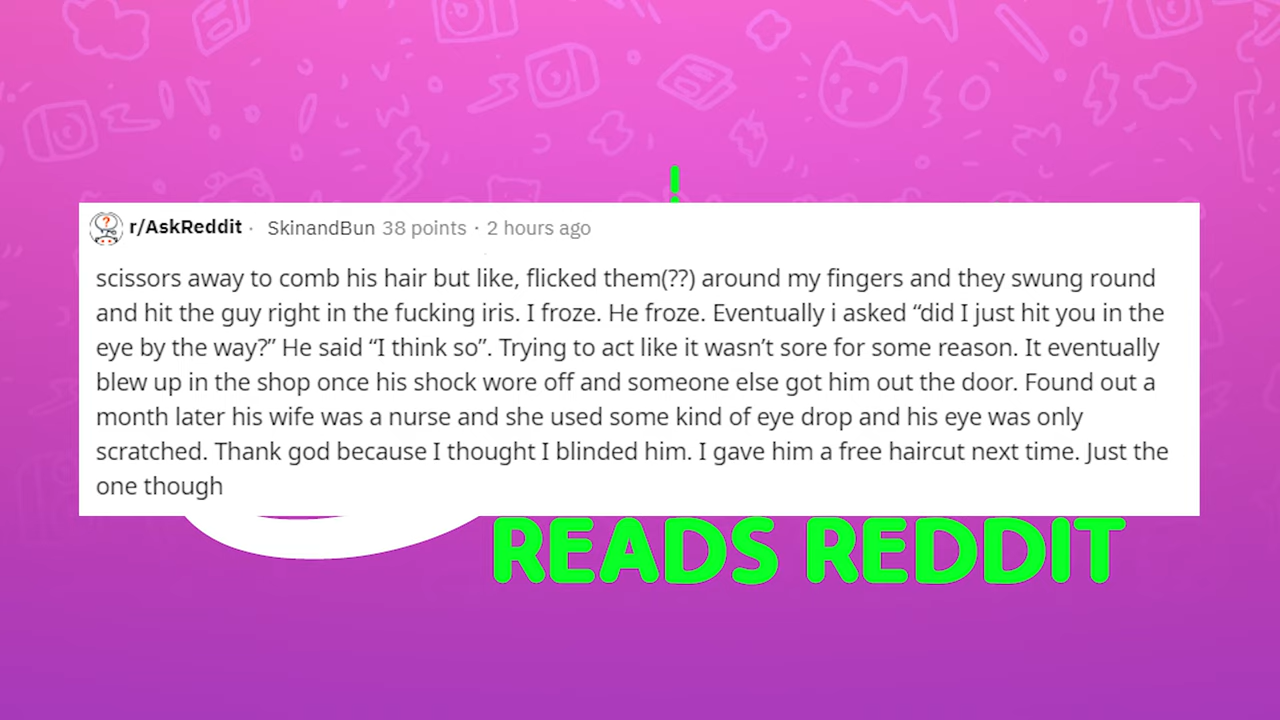 r/AskReddit · SkinandBun 38 points · 2 hours ago
scissors away to comb his hair but like, flicked them(??) around my fingers and they swung round
and hit the guy right in the fucking iris. I froze. He froze. Eventually i asked “did I just hit you in the
eye by the way?” He said “I think so”. Trying to act like it wasn’t sore for some reason. It eventually
blew up in the shop once his shock wore off and someone else got him out the door. Found out a
month later his wife was a nurse and she used some kind of eye drop and his eye was only
scratched. Thank god because I thought I blinded him. I gave him a free haircut next time. Just the
one though
READS REDDIT